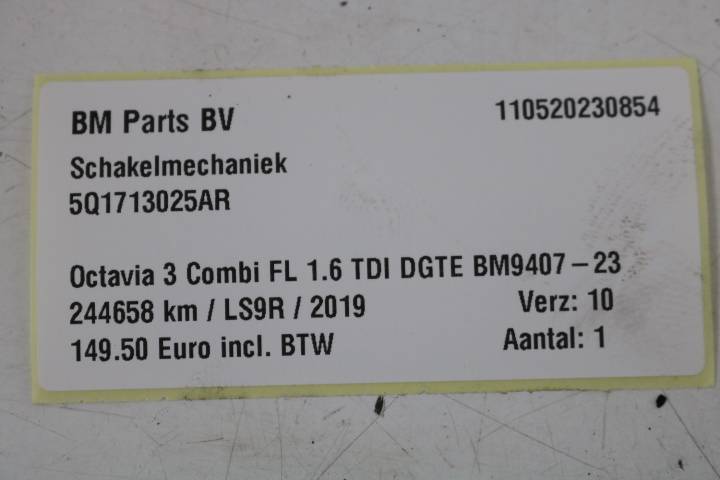 BM Parts BV 110520230854
Schakelmechaniek
5Q1713025AR
Octavia 3 Combi FL 1.6 TDI DGTE BM9407-23
244658 km / LS9R / 2019 Verz: 10
149.50 Euro incl. BTW Aantal: 1